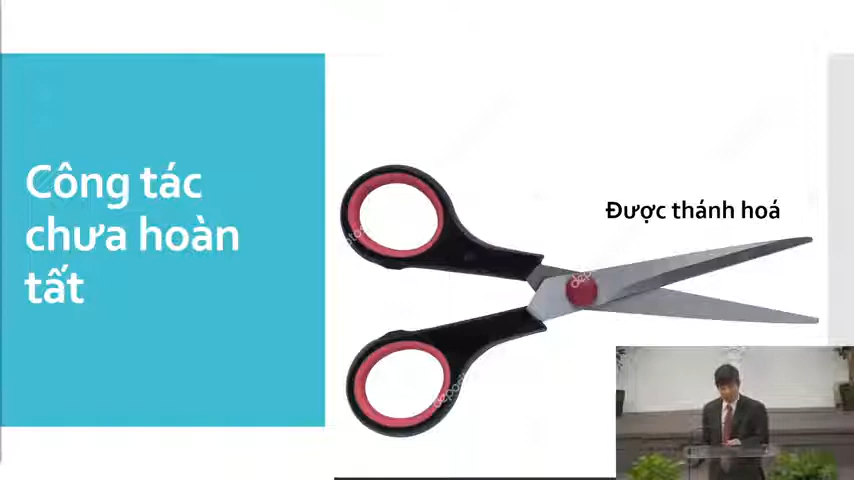 Công tác
chưa hoàn
tất
Được thánh hoá